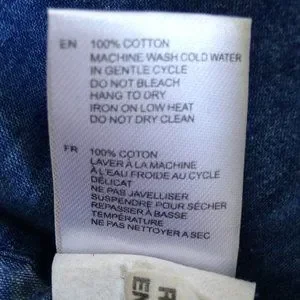 EN 100% COTTON
MACHINE WASH COLD WATER
IN GENTLE CYCLE
DO NOT BLEACH
HANG TO DRY
IRON ON LOW HEAT
DO NOT DRY CLEAN
FR 100% COTTON
LAVER À LA MACHINE
À L'EAU FROIDE AU CYCLE
DÉLICAT
NE PAS JAVELLISER
SUSPENDRE POUR SÉCHER
REPASSER À BASSE
TEMPÉRATURE
NE PAS NETTOYER A SEC